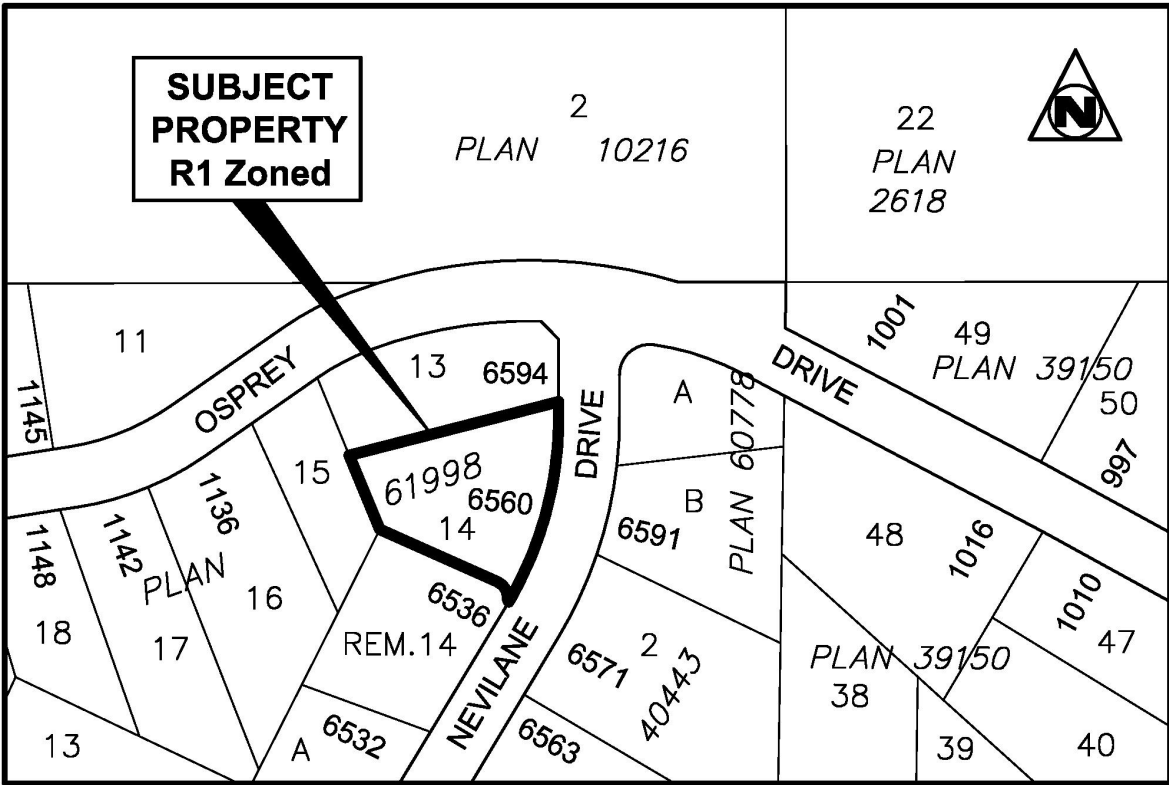 SUBJECT
PROPERTY
R1 Zoned
2
PLAN 10216
22
PLAN
2618
N
11
1145
OSPREY
13
6594
DRIVE
A
DRIVE
1001
49
PLAN 39150
50
997
15
61998
6560
14
1136
PLAN
1142
1148
16
17
18
13
6536
REM.14
NEVILANE
A
6532
B
6591
PLAN 60778
2
6571
40443
6563
48
1016
1010
47
PLAN 39150
38
39
40